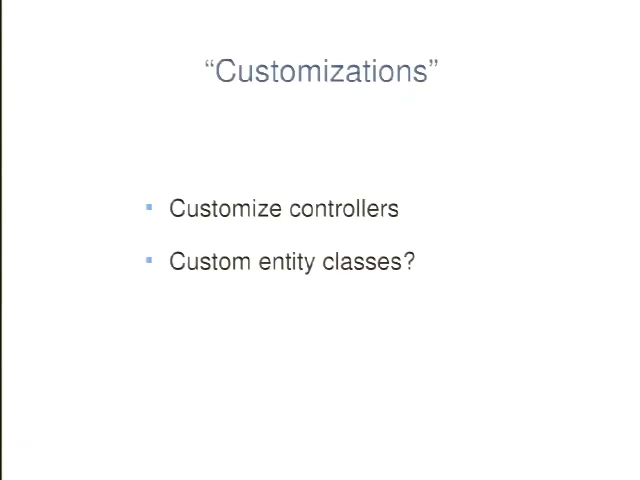 “Customizations”
▪ Customize controllers
▪ Custom entity classes?